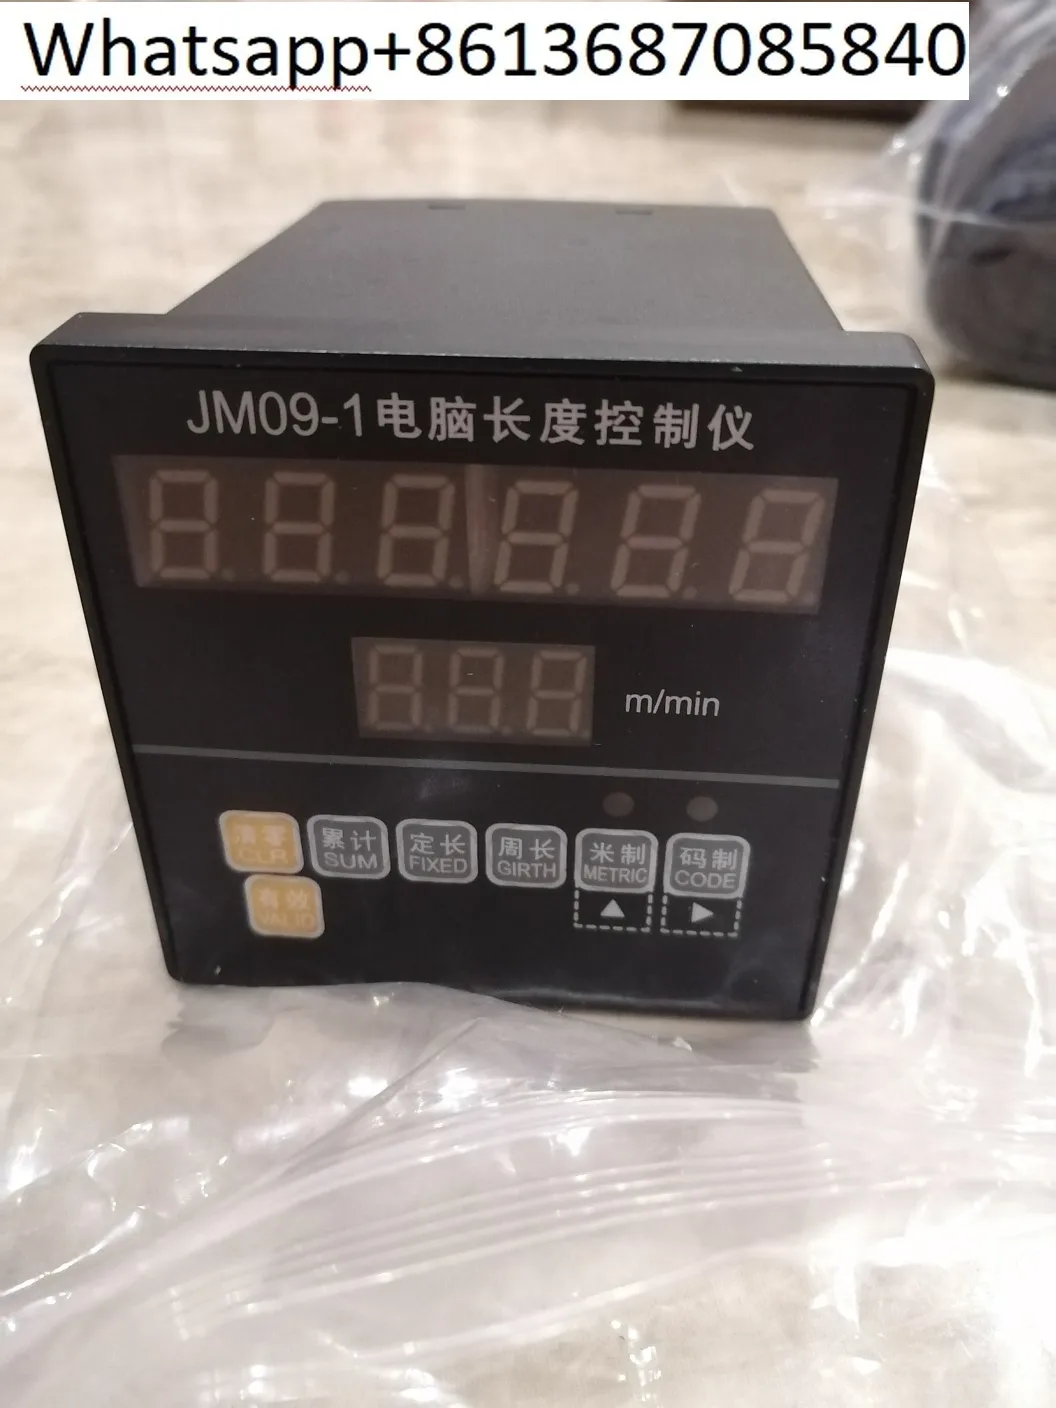 Whatsapp+8613687085840
JM09-1电脑长度控制仪
m/min
清零 累计 定长 周长 米制 码制
CLR SUM FIXED GIRTH METRIC CODE
有效
VALID